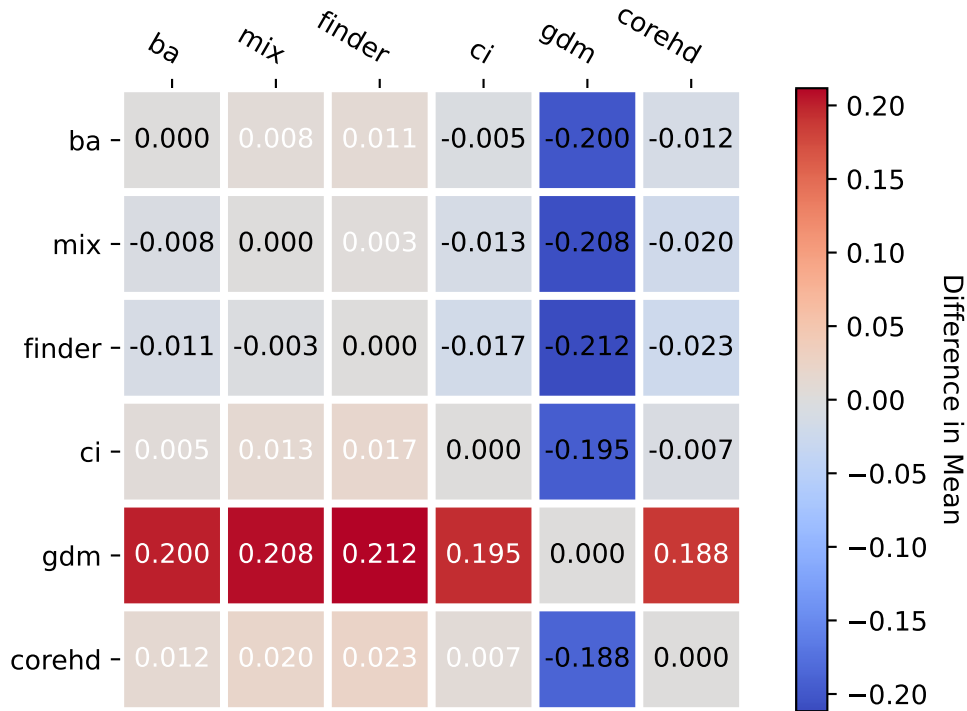 ba mix finder ci gdm corehd
ba 0.000 0.008 0.011 -0.005 -0.200 -0.012
mix -0.008 0.000 0.003 -0.013 -0.208 -0.020
finder -0.011 -0.003 0.000 -0.017 -0.212 -0.023
ci 0.005 0.013 0.017 0.000 -0.195 -0.007
gdm 0.200 0.208 0.212 0.195 0.000 0.188
corehd 0.012 0.020 0.023 0.007 -0.188 0.000
0.20
0.15
0.10
0.05
0.00
−0.05
−0.10
−0.15
−0.20
Difference in Mean